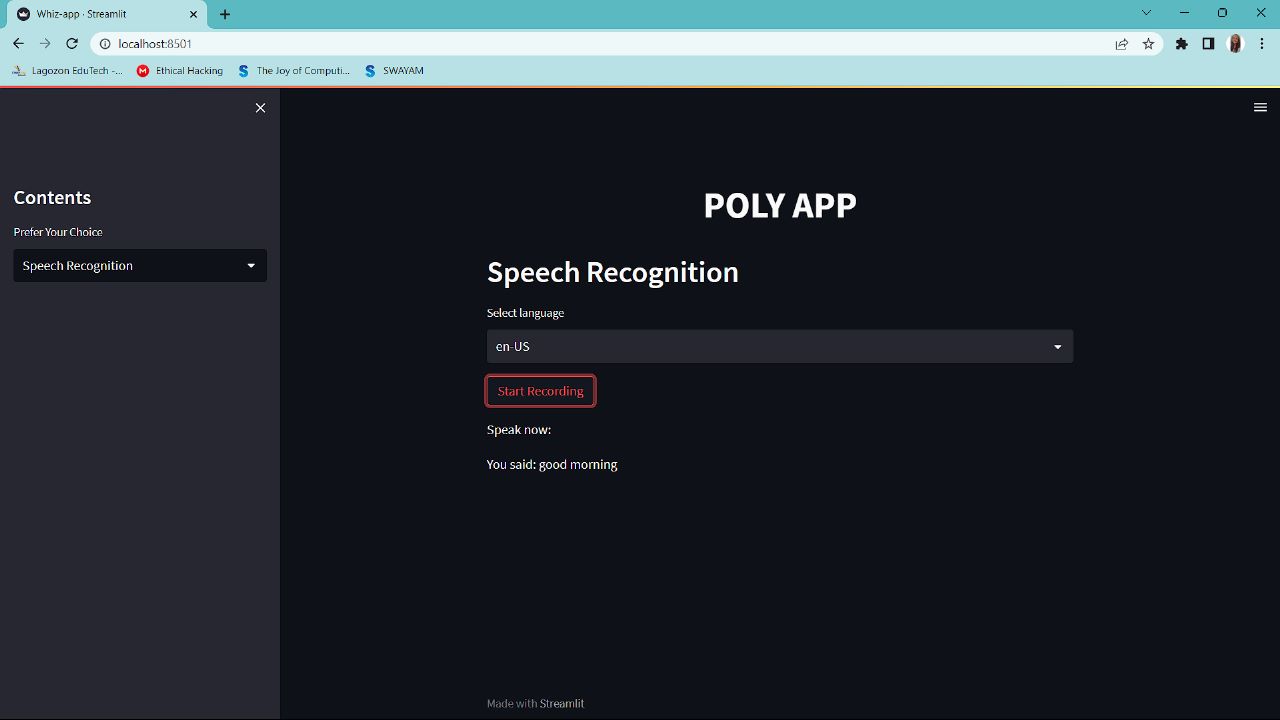 Whiz-app · Streamlit
localhost:8501
Lagozon EduTech -... Ethical Hacking The Joy of Computi... SWAYAM
Contents
Prefer Your Choice
Speech Recognition
POLY APP
Speech Recognition
Select language
en-US
Start Recording
Speak now:
You said: good morning
Made with Streamlit